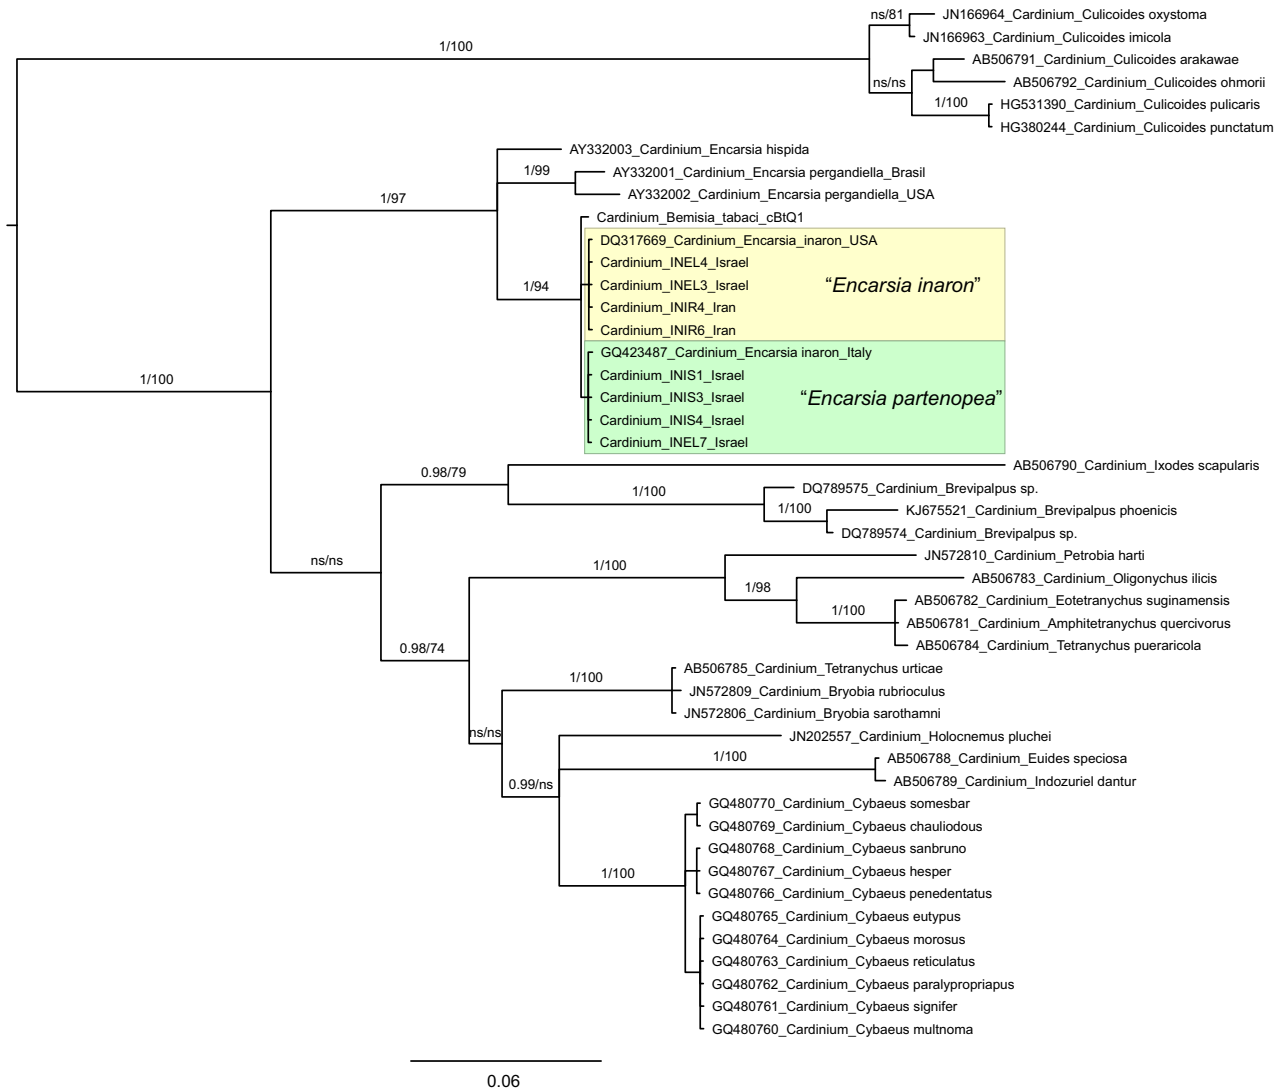 ns/81
JN166964_Cardinium_Culicoides oxystoma
JN166963_Cardinium_Culicoides imicola
1/100
AB506791_Cardinium_Culicoides arakawae
ns/ns
AB506792_Cardinium_Culicoides ohmorii
1/100
HG531390_Cardinium_Culicoides pulicaris
HG380244_Cardinium_Culicoides punctatum
AY332003_Cardinium_Encarsia hispida
1/99
AY332001_Cardinium_Encarsia pergandiella_Brasil
1/97
AY332002_Cardinium_Encarsia pergandiella_USA
Cardinium_Bemisia_tabaci_cBtQ1
DQ317669_Cardinium_Encarsia_inaron_USA
Cardinium_INEL4_Israel
1/94
Cardinium_INEL3_Israel
“Encarsia inaron”
Cardinium_INIR4_Iran
Cardinium_INIR6_Iran
GQ423487_Cardinium_Encarsia inaron_Italy
1/100
Cardinium_INIS1_Israel
Cardinium_INIS3_Israel
“Encarsia partenopea”
Cardinium_INIS4_Israel
Cardinium_INEL7_Israel
AB506790_Cardinium_Ixodes scapularis
0.98/79
1/100
DQ789575_Cardinium_Brevipalpus sp.
1/100
KJ675521_Cardinium_Brevipalpus phoenicis
DQ789574_Cardinium_Brevipalpus sp.
JN572810_Cardinium_Petrobia harti
ns/ns
1/100
AB506783_Cardinium_Oligonychus ilicis
1/98
AB506782_Cardinium_Eotetranychus suginamensis
1/100
AB506781_Cardinium_Amphitetranychus quercivorus
AB506784_Cardinium_Tetranychus pueraricola
0.98/74
AB506785_Cardinium_Tetranychus urticae
1/100
JN572809_Cardinium_Bryobia rubrioculus
JN572806_Cardinium_Bryobia sarothamni
ns/ns
JN202557_Cardinium_Holocnemus pluchei
1/100
AB506788_Cardinium_Euides speciosa
0.99/ns
AB506789_Cardinium_Indozuriel dantur
GQ480770_Cardinium_Cybaeus somesbar
GQ480769_Cardinium_Cybaeus chauliodous
GQ480768_Cardinium_Cybaeus sanbruno
1/100
GQ480767_Cardinium_Cybaeus hesper
GQ480766_Cardinium_Cybaeus penedentatus
GQ480765_Cardinium_Cybaeus eutypus
GQ480764_Cardinium_Cybaeus morosus
GQ480763_Cardinium_Cybaeus reticulatus
GQ480762_Cardinium_Cybaeus paralypropriapus
GQ480761_Cardinium_Cybaeus signifer
GQ480760_Cardinium_Cybaeus multnoma
0.06